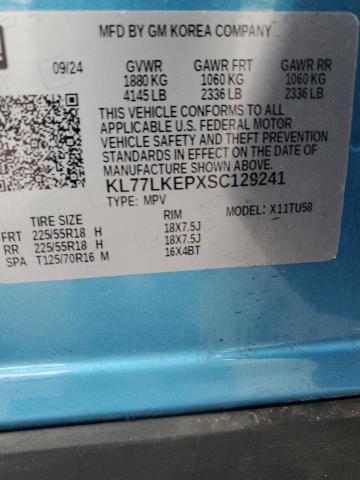 MFD BY GM KOREA COMPANY
09/24 GVWR GAWR FRT GAWR RR
1880 KG 1060 KG 1060 KG
4145 LB 2336 LB 2336 LB
THIS VEHICLE CONFORMS TO ALL
APPLICABLE U.S. FEDERAL MOTOR
VEHICLE SAFETY AND THEFT PREVENTION
STANDARDS IN EFFECT ON THE DATE OF
MANUFACTURE SHOWN ABOVE.
KL77LKEPXSC129241
TYPE: MPV MODEL: X11TU58
TIRE SIZE RIM
FRT 225/55R18 H 18X7.5J
RR 225/55R18 H 18X7.5J
SPA T125/70R16 M 16X4BT